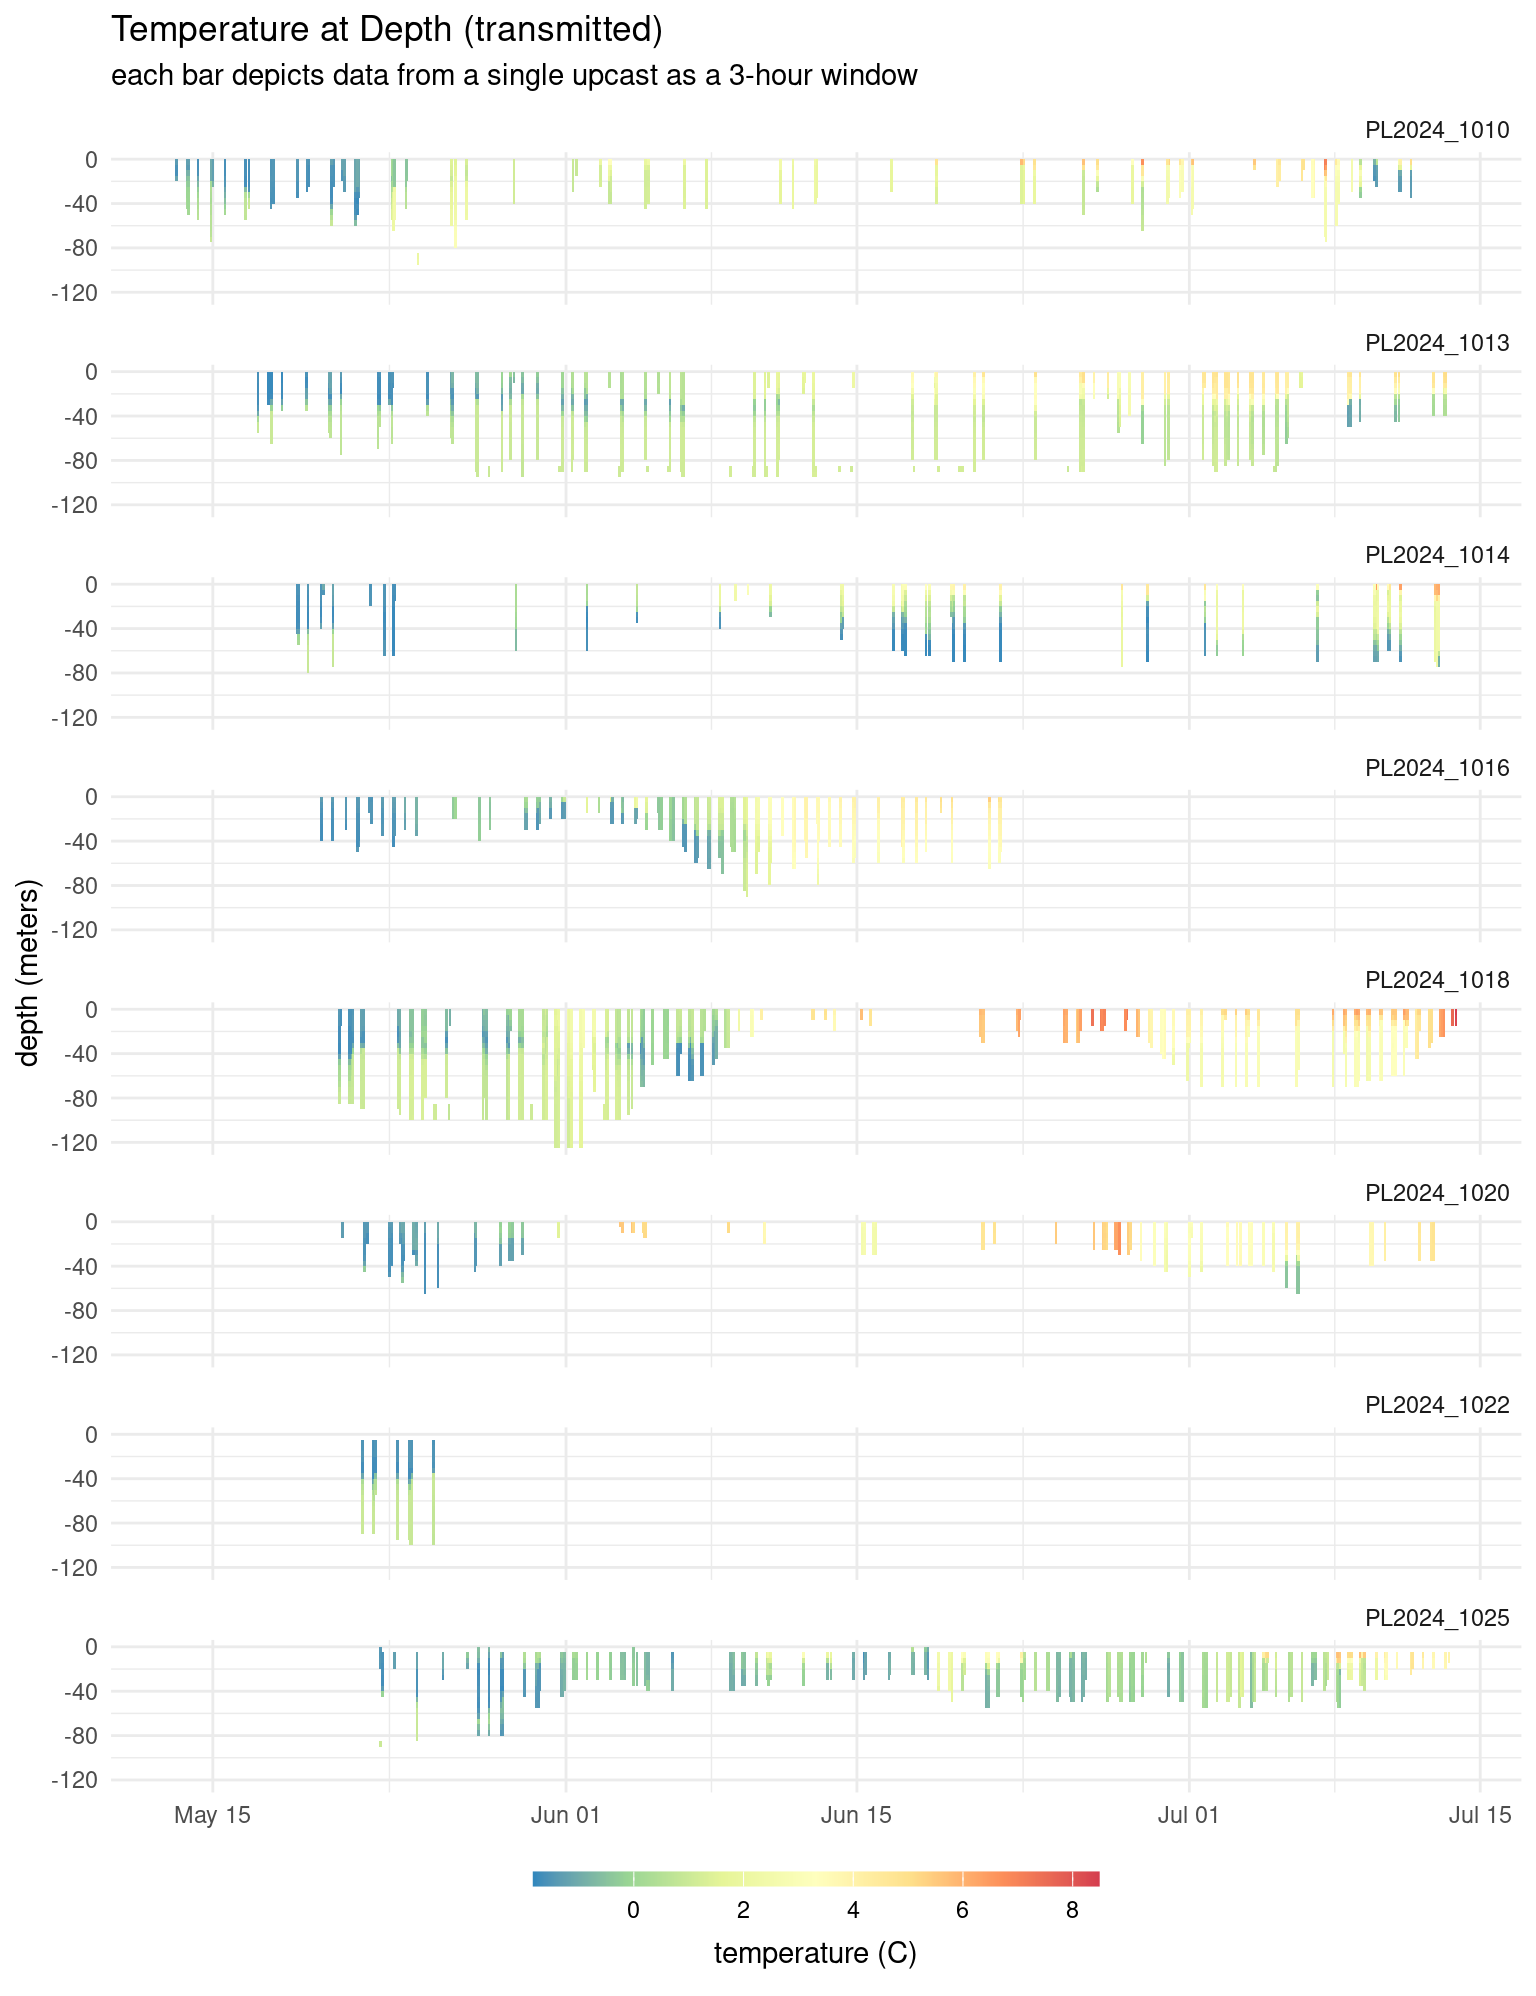 Temperature at Depth (transmitted)
each bar depicts data from a single upcast as a 3-hour window
PL2024_1010
0
-40
-80
-120
PL2024_1013
0
-40
-80
-120
PL2024_1014
0
-40
-80
-120
PL2024_1016
0
-40
-80
-120
depth (meters)
PL2024_1018
0
-40
-80
-120
PL2024_1020
0
-40
-80
-120
PL2024_1022
0
-40
-80
-120
PL2024_1025
0
-40
-80
-120
May 15 Jun 01 Jun 15 Jul 01 Jul 15
0 2 4 6 8
temperature (C)